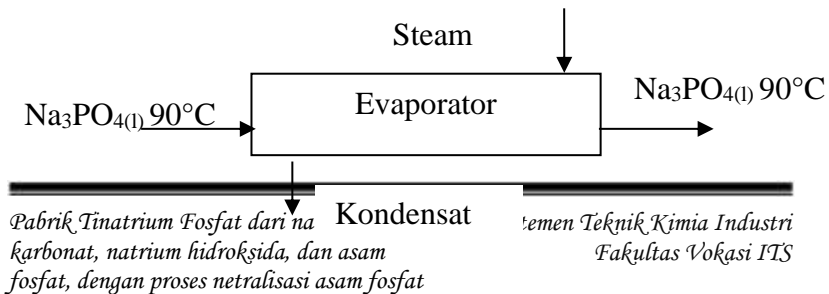 Steam
Na₃PO₄₍ₗ₎ 90°C
Evaporator
Na₃PO₄₍ₗ₎ 90°C
Kondensat
Pabrik Tinatrium Fosfat dari na
karbonat, natrium hidroksida, dan asam
fosfat, dengan proses netralisasi asam fosfat
temen Teknik Kimia Industri
Fakultas Vokasi ITS